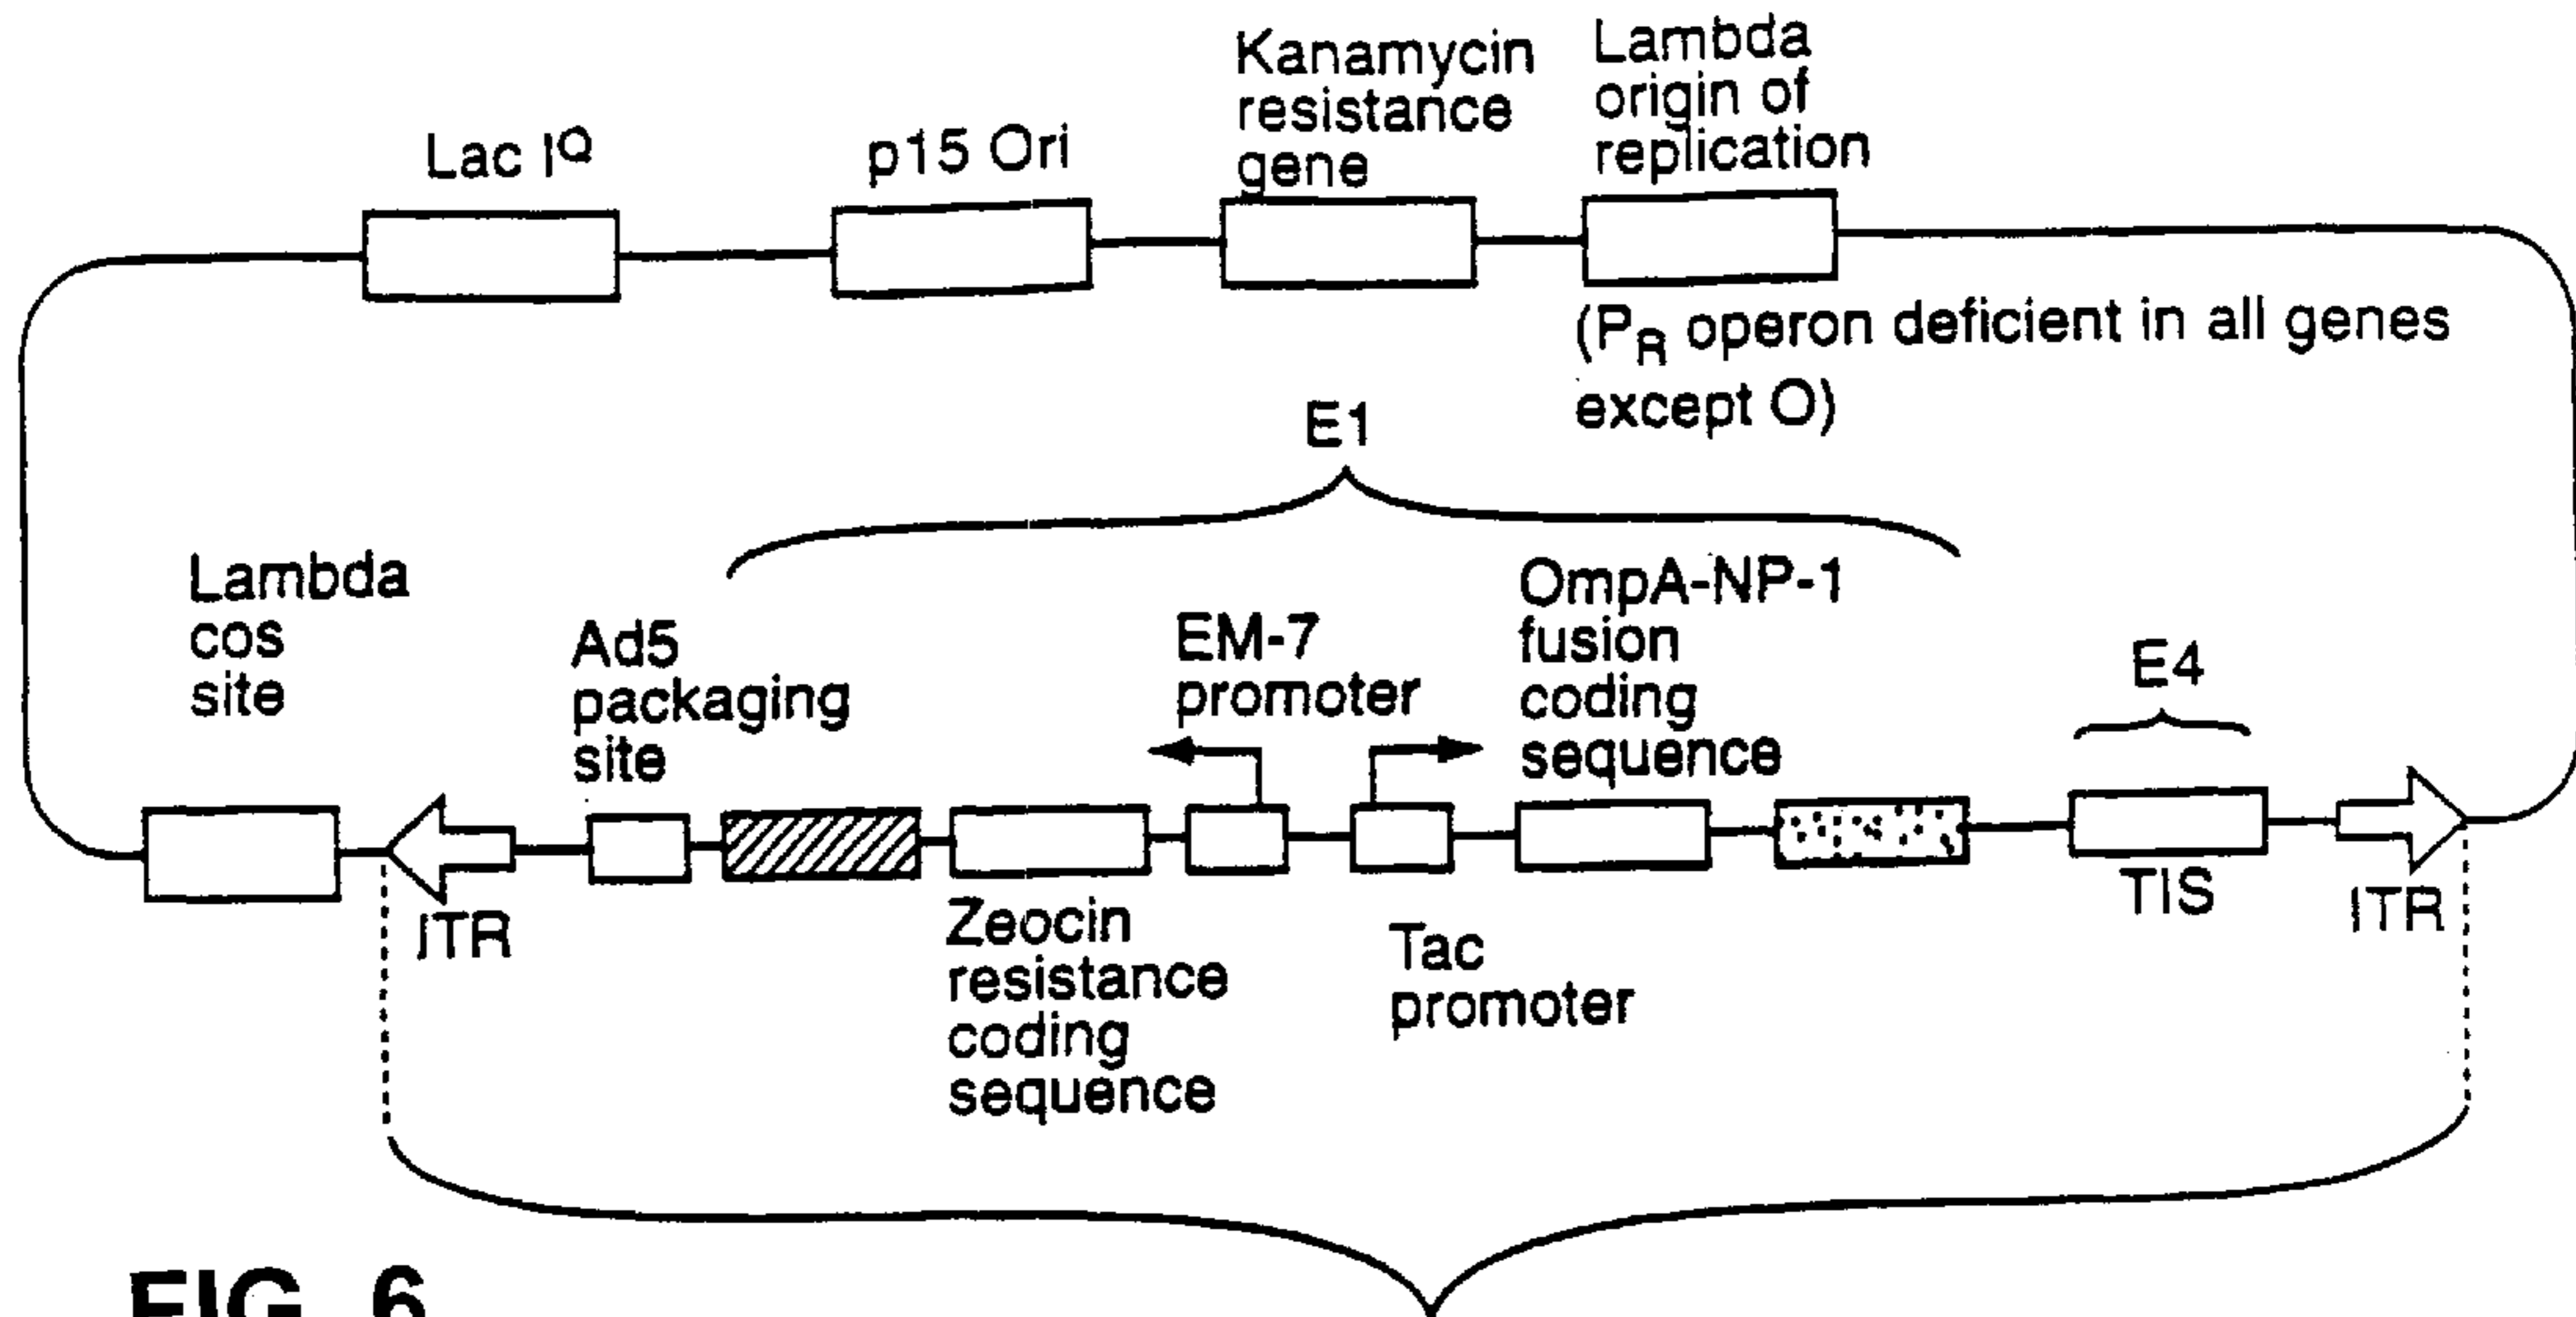 Lac I^Q
p15 Ori
Kanamycin
resistance
gene
Lambda
origin of
replication
(P_R operon deficient in all genes
except O)
E1
Lambda
cos
site
Ad5
packaging
site
EM-7
promoter
OmpA-NP-1
fusion
coding
sequence
E4
ITR
Zeocin
resistance
coding
sequence
Tac
promoter
TIS
ITR
FIG. 6